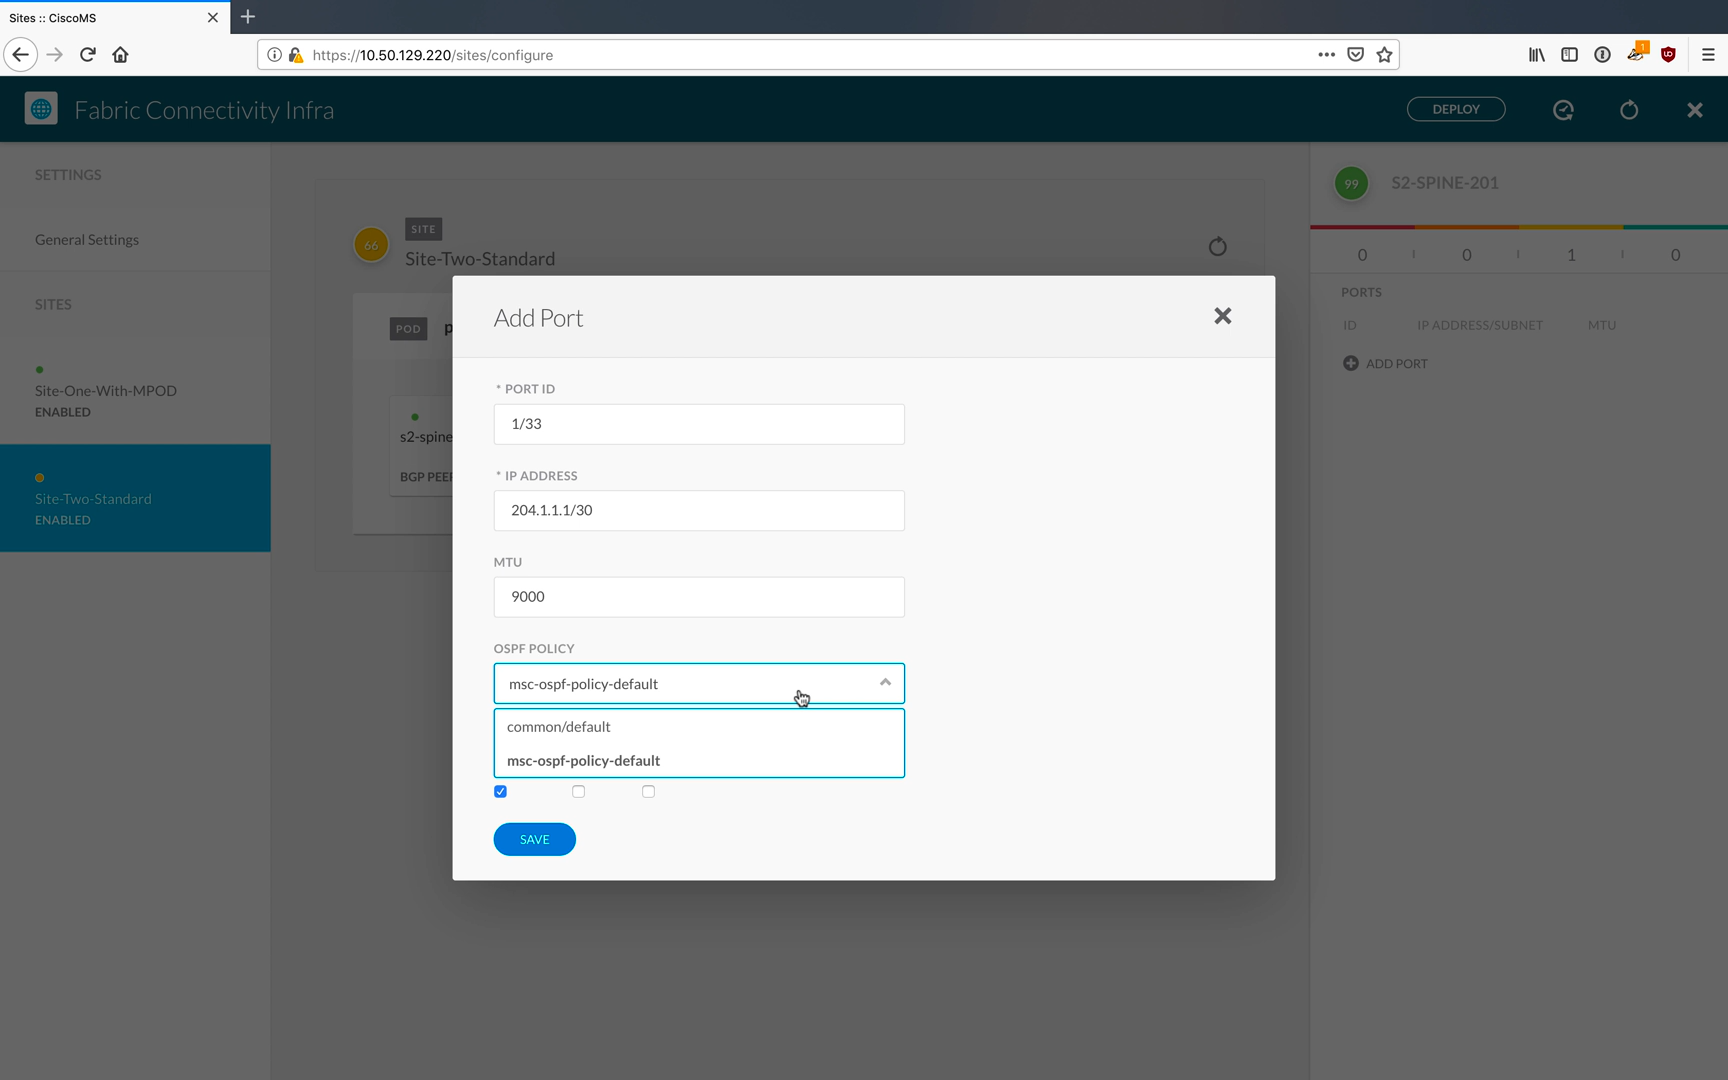 Sites :: CiscoMS
https://10.50.129.220/sites/configure
1
Fabric Connectivity Infra
DEPLOY
SETTINGS
General Settings
SITES
Site-One-With-MPOD
ENABLED
Site-Two-Standard
ENABLED
66
SITE
Site-Two-Standard
POD
p
s2-spine
BGP PEE
Add Port
* PORT ID
1/33
* IP ADDRESS
204.1.1.1/30
MTU
9000
OSPF POLICY
msc-ospf-policy-default
common/default
msc-ospf-policy-default
SAVE
99
S2-SPINE-201
0 0 1 0
PORTS
ID IP ADDRESS/SUBNET MTU
ADD PORT